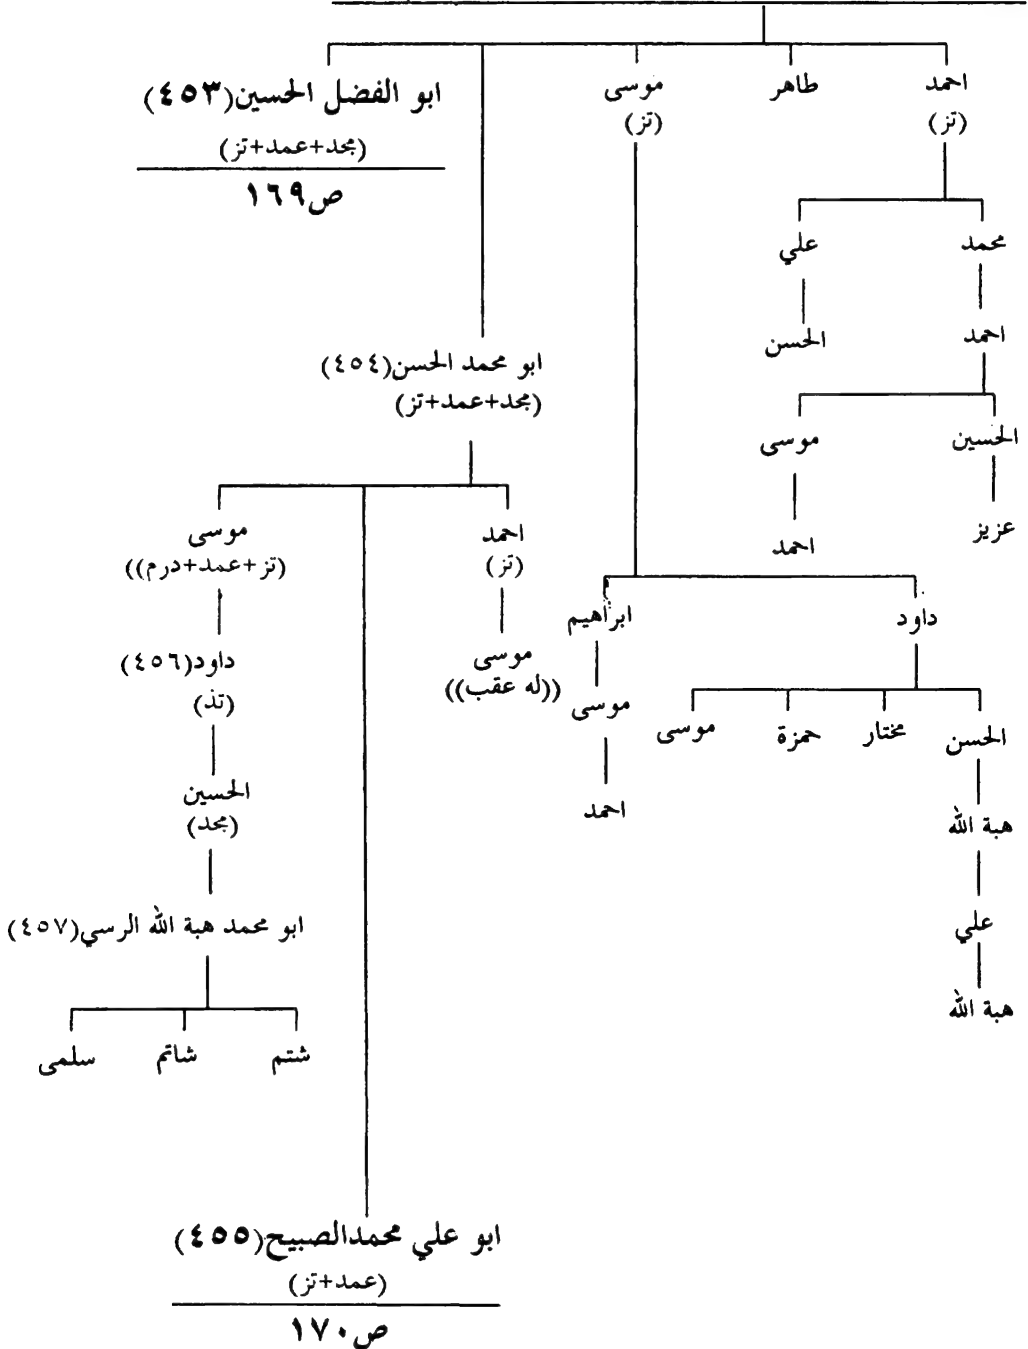 احمد
(تز)
طاهر
موسى
(تز)
ابو الفضل الحسين(٤٥٣)
(مجد+عمد+تز)
ص١٦٩
محمد
علي
احمد
الحسن
ابو محمد الحسن(٤٥٤)
(مجد+عمد+تز)
الحسين
موسى
عزيز
احمد
احمد
(تز)
موسى
(تز+عمد+درم))
داود
ابراهيم
موسى
((له عقب))
داود(٤٥٦)
(تذ)
الحسن
مختار
حمزة
موسى
موسى
الحسين
(مجد)
هبة الله
احمد
علي
ابو محمد هبة الله الرسي(٤٥٧)
هبة الله
شتم
شاتم
سلمى
ابو علي محمدالصبيح(٤٥٥)
(عمد+تز)
ص١٧٠